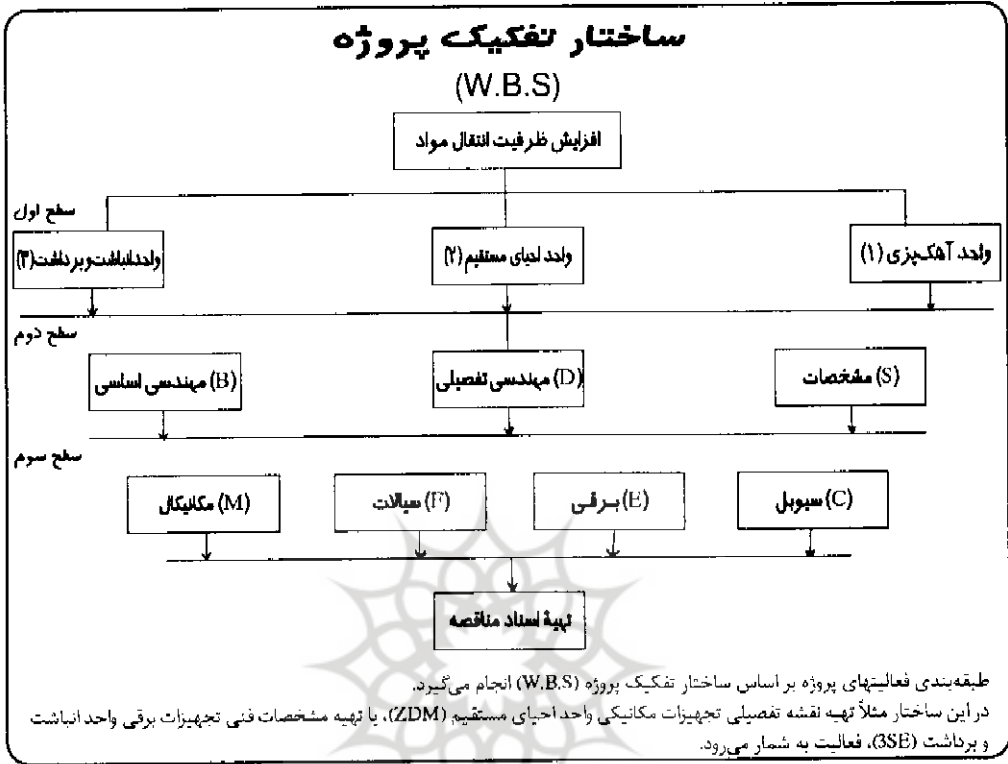 ساختار تفکیک پروژه
(W.B.S)
افزایش ظرفیت انتقال مواد
سطح اول
واحد آهک‌پزی (۱)
واحد احیای مستقیم (۲)
واحد انباشت و برداشت (۳)
سطح دوم
(S) مشخصات
(D) مهندسی تفصیلی
(B) مهندسی اساسی
سطح سوم
(C) سیویل
(E) برقی
(F) سیالات
(M) مکانیکال
تهیهٔ اسناد مناقصه
طبقه‌بندی فعالیتهای پروژه بر اساس ساختار تفکیک پروژه (W.B.S) انجام می‌گیرد.
در این ساختار مثلاً تهیه نقشه تفصیلی تجهیزات مکانیکی واحد احیای مستقیم (ZDM)، یا تهیه مشخصات فنی تجهیزات برقی واحد انباشت
و برداشت (3SE)، فعالیت به شمار می‌رود.